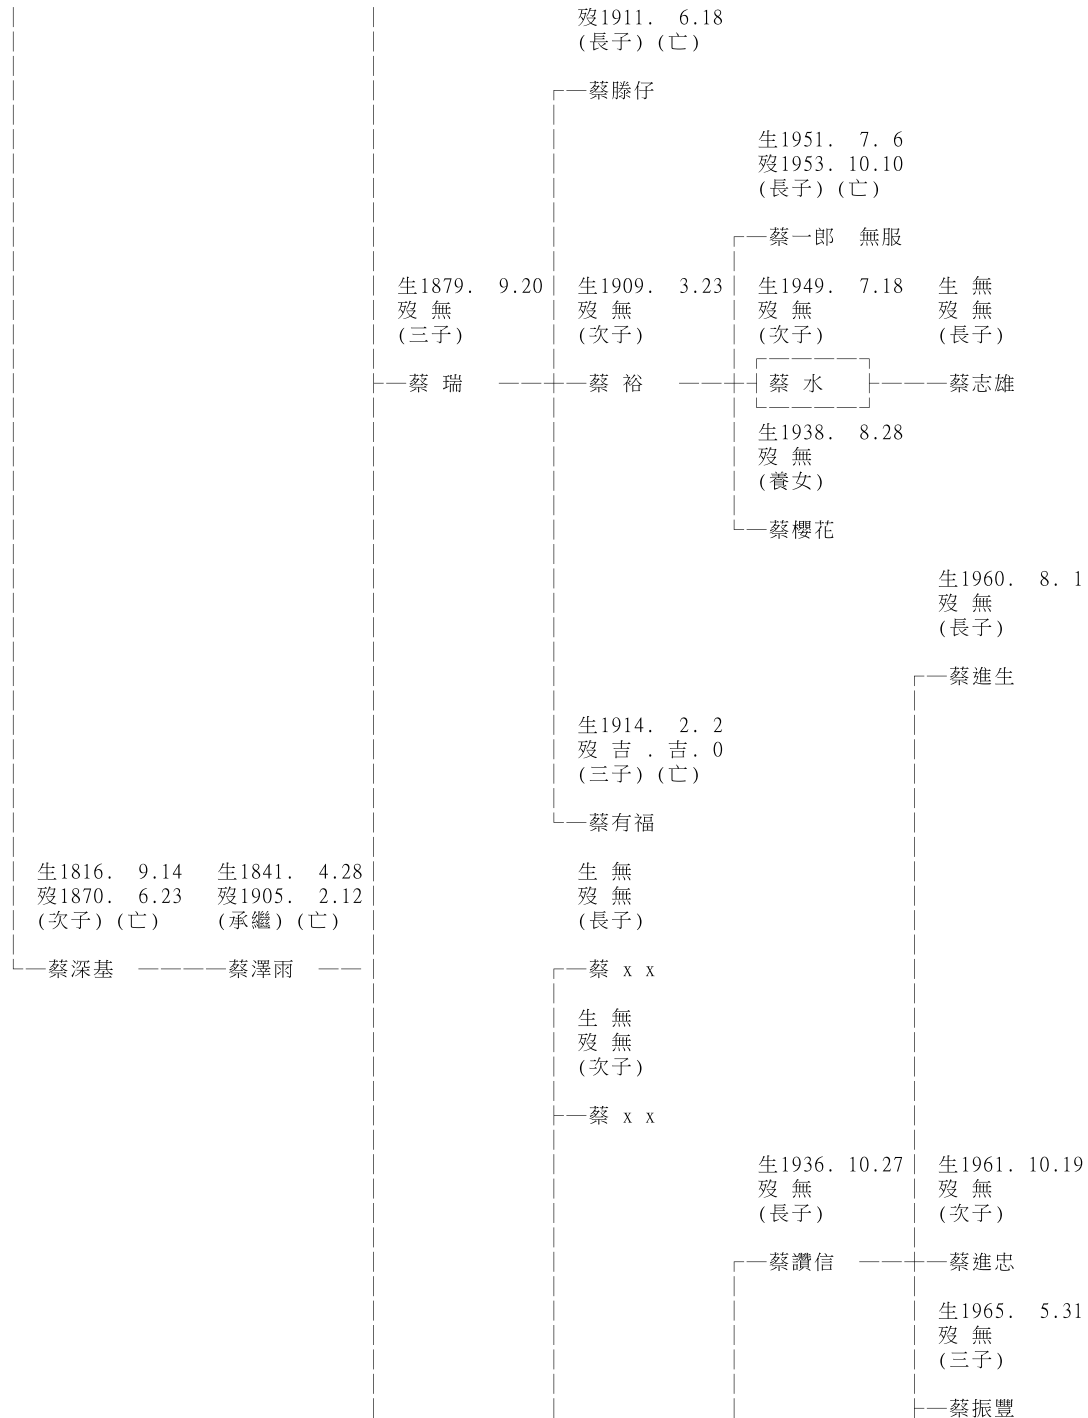 歿1911. 6.18
(長子)(亡)
蔡滕仔
生1951. 7. 6
歿1953. 10.10
(長子)(亡)
蔡一郎 無服
生1879. 9.20 生1909. 3.23 生1949. 7.18 生 無
歿 無 歿 無 歿 無 歿 無
(三子) (次子) (次子) (長子)
蔡 瑞 蔡 裕 蔡 水 蔡志雄
生1938. 8.28
歿 無
(養女)
蔡櫻花
生1960. 8. 1
歿 無
(長子)
蔡進生
生1914. 2. 2
歿 吉 . 吉. 0
(三子)(亡)
蔡有福
生1816. 9.14 生1841. 4.28 生 無
歿1870. 6.23 歿1905. 2.12 歿 無
(次子)(亡) (承繼)(亡) (長子)
蔡深基 蔡澤雨 蔡 x x
生 無
歿 無
(次子)
蔡 x x
生1936. 10.27 生1961. 10.19
歿 無 歿 無
(長子) (次子)
蔡讚信 蔡進忠
生1965. 5.31
歿 無
(三子)
蔡振豐